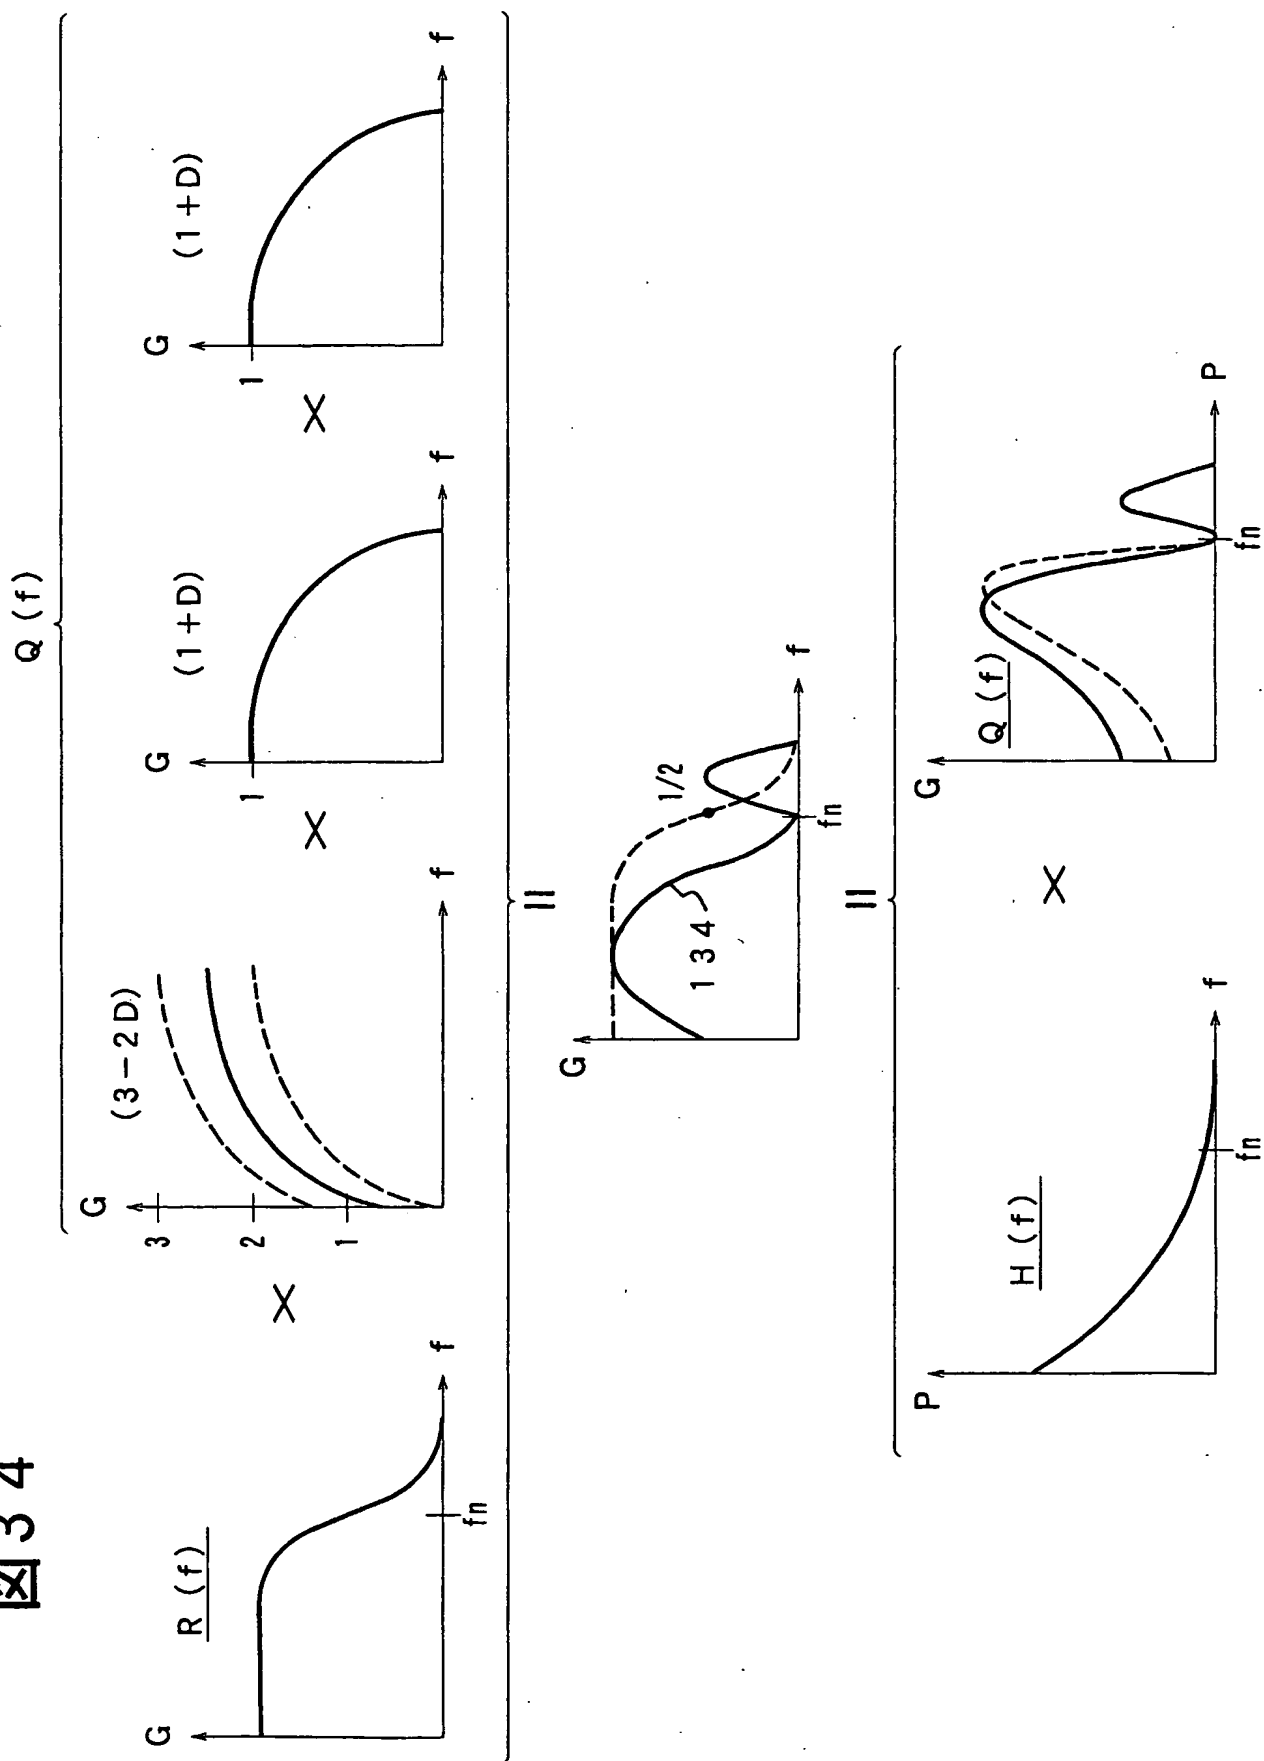 図34
Q (f)
R (f)
G
f
fn
X
(3-2D)
G
3
2
1
f
X
(1+D)
G
1
f
X
(1+D)
G
1
f
=
G
134
1/2
fn
f
=
H (f)
P
fn
f
X
Q (f)
G
fn
P